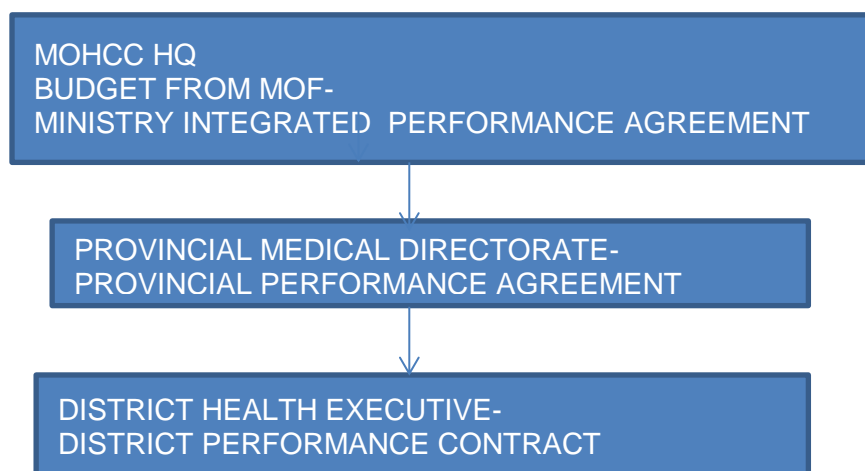 MOHCC HQ
BUDGET FROM MOF-
MINISTRY INTEGRATED PERFORMANCE AGREEMENT
PROVINCIAL MEDICAL DIRECTORATE-
PROVINCIAL PERFORMANCE AGREEMENT
DISTRICT HEALTH EXECUTIVE-
DISTRICT PERFORMANCE CONTRACT